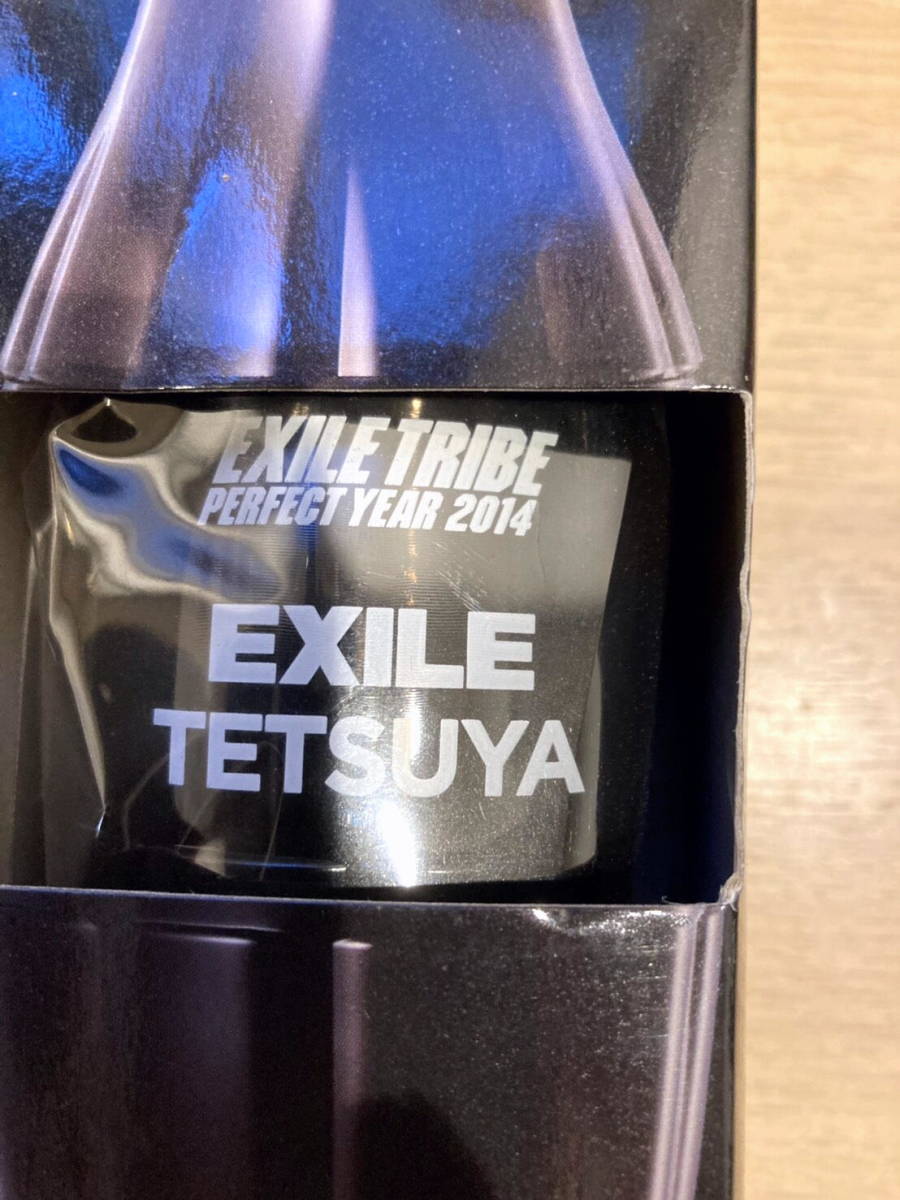 EXILE TRIBE
PERFECT YEAR 2014
EXILE
TETSUYA